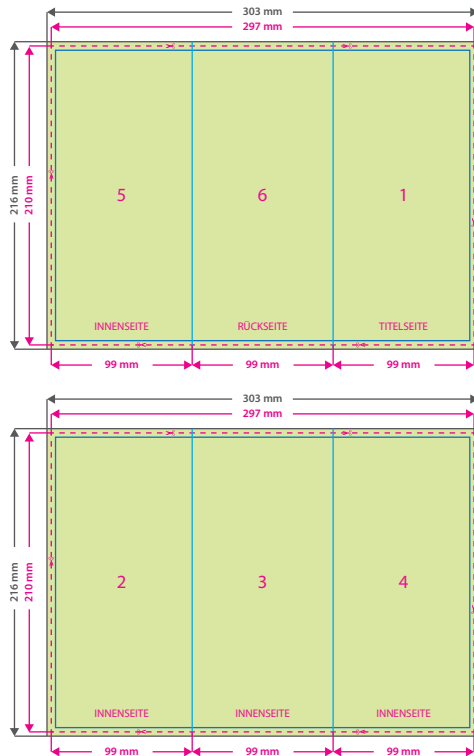 303 mm
297 mm
216 mm
210 mm
5 6 1
INNENSEITE RÜCKSEITE TITELSEITE
99 mm 99 mm 99 mm
303 mm
297 mm
216 mm
210 mm
2 3 4
INNENSEITE INNENSEITE INNENSEITE
99 mm 99 mm 99 mm